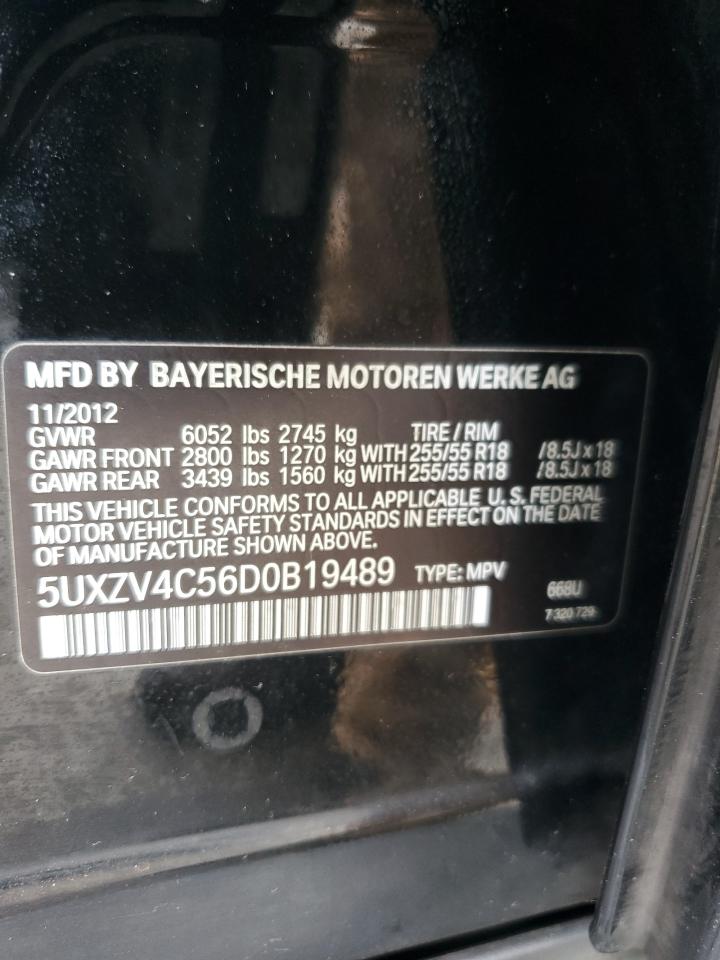 MFD BY BAYERISCHE MOTOREN WERKE AG
11/2012
GVWR 6052 lbs 2745 kg TIRE / RIM
GAWR FRONT 2800 lbs 1270 kg WITH 255/55 R18 /8.5J x 18
GAWR REAR 3439 lbs 1560 kg WITH 255/55 R18 /8.5J x 18
THIS VEHICLE CONFORMS TO ALL APPLICABLE U.S. FEDERAL
MOTOR VEHICLE SAFETY STANDARDS IN EFFECT ON THE DATE
OF MANUFACTURE SHOWN ABOVE.
5UXZV4C56D0B19489 TYPE: MPV 668U
7 320 729